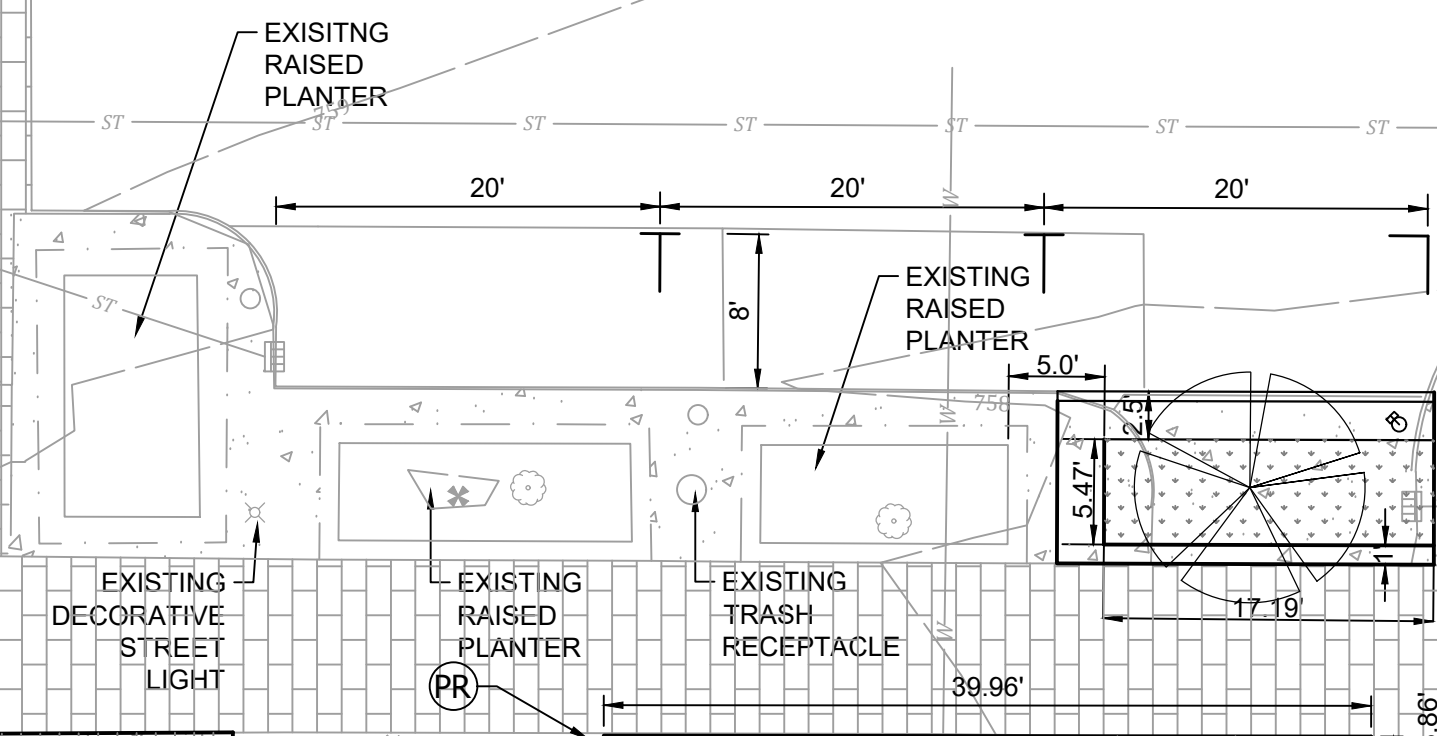 EXISITNG
RAISED
PLANTER
759
ST ST ST ST ST ST ST
20' 20' 20'
W
8'
EXISTING
RAISED
PLANTER
ST
5.0'
758
W
2.5'
5.47'
1'
EXISTING
DECORATIVE
STREET
LIGHT
EXISTING
RAISED
PLANTER
EXISTING
TRASH
RECEPTACLE
W
17.19'
PR
39.96'
.86'